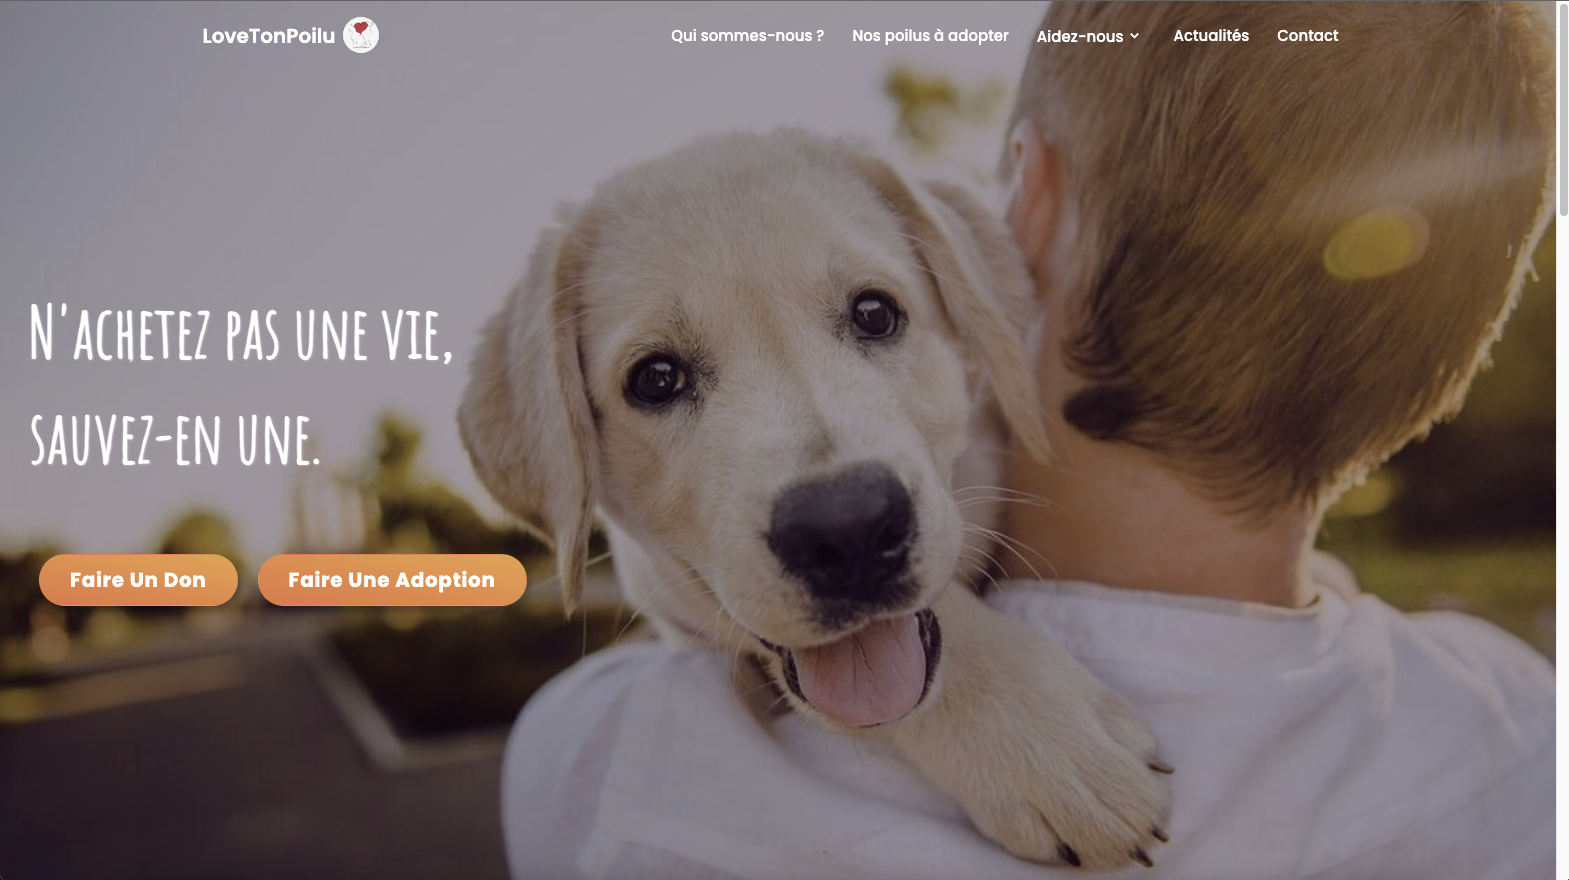 LoveTonPoilu
Qui sommes-nous ?
Nos poilus à adopter
Aidez-nous
Actualités
Contact
N'achetez pas une vie,
sauvez-en une.
Faire Un Don
Faire Une Adoption